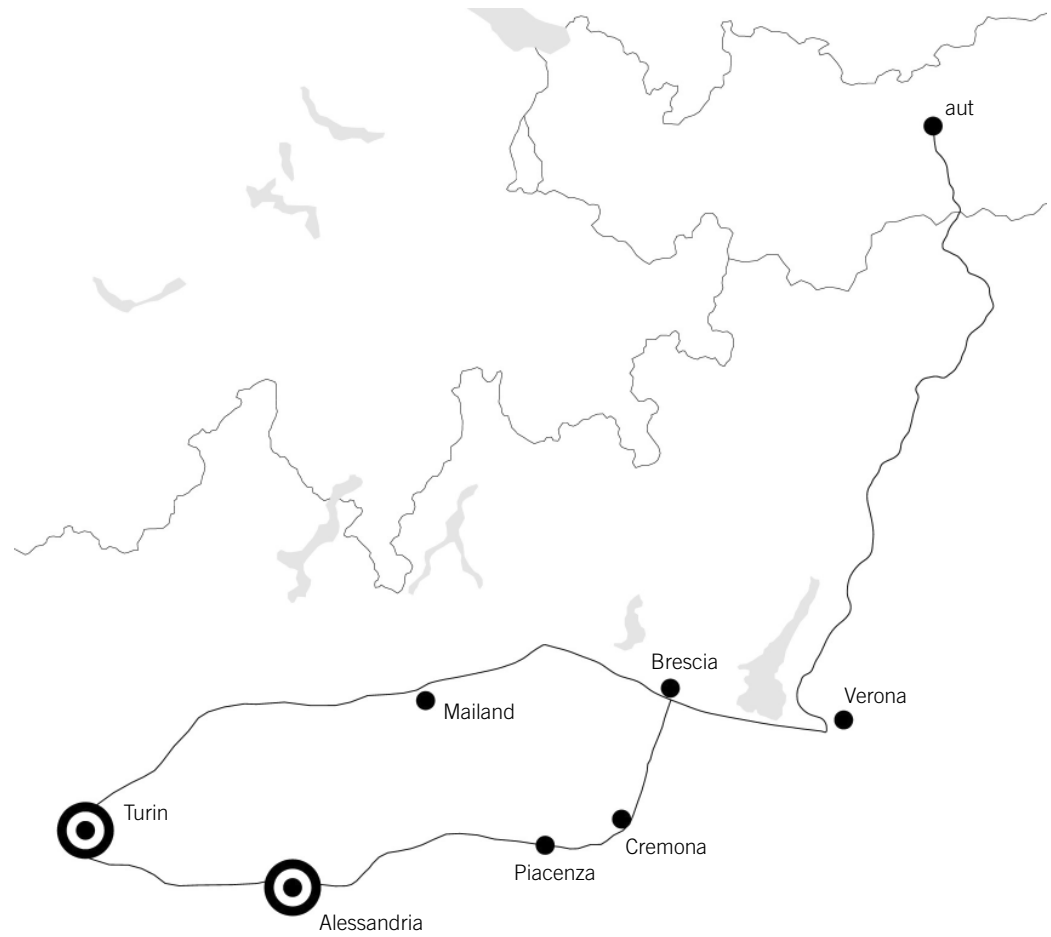 aut
Brescia
Verona
Mailand
Turin
Cremona
Piacenza
Alessandria